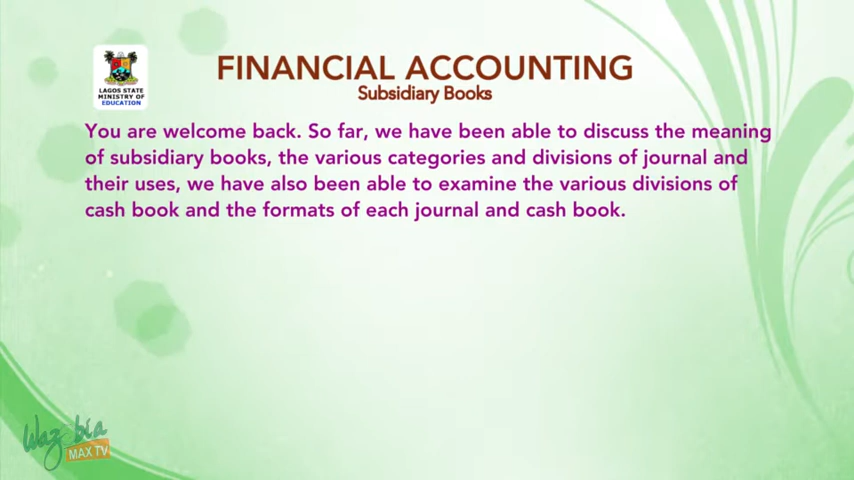 LAGOS STATE
MINISTRY OF
EDUCATION
FINANCIAL ACCOUNTING
Subsidiary Books
You are welcome back. So far, we have been able to discuss the meaning
of subsidiary books, the various categories and divisions of journal and
their uses, we have also been able to examine the various divisions of
cash book and the formats of each journal and cash book.
Wazobia
MAX TV